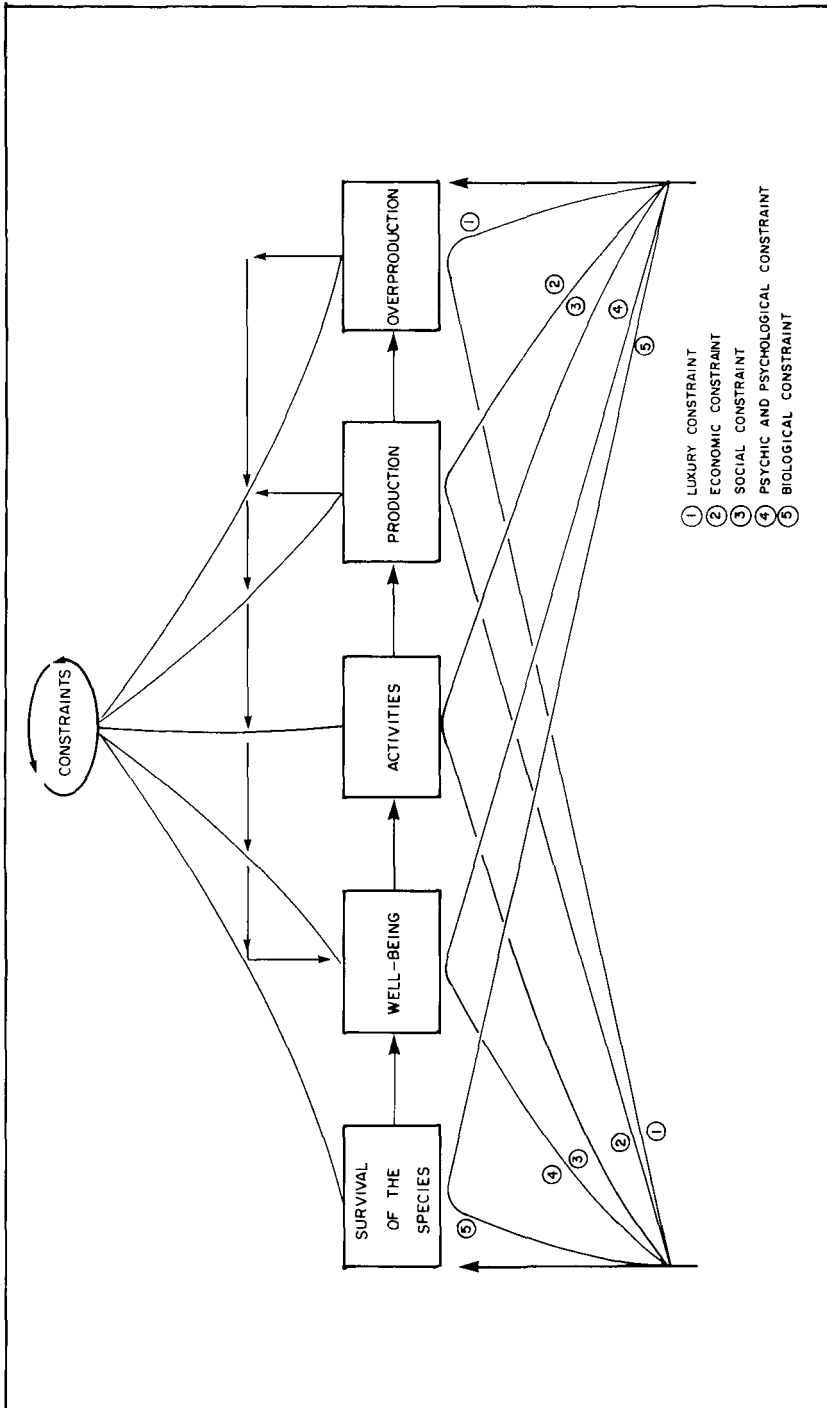 CONSTRAINTS
SURVIVAL
OF THE
SPECIES
WELL-BEING
ACTIVITIES
PRODUCTION
OVERPRODUCTION
5
4
3
2
1
1
2
3
4
5
1 LUXURY CONSTRAINT
2 ECONOMIC CONSTRAINT
3 SOCIAL CONSTRAINT
4 PSYCHIC AND PSYCHOLOGICAL CONSTRAINT
5 BIOLOGICAL CONSTRAINT